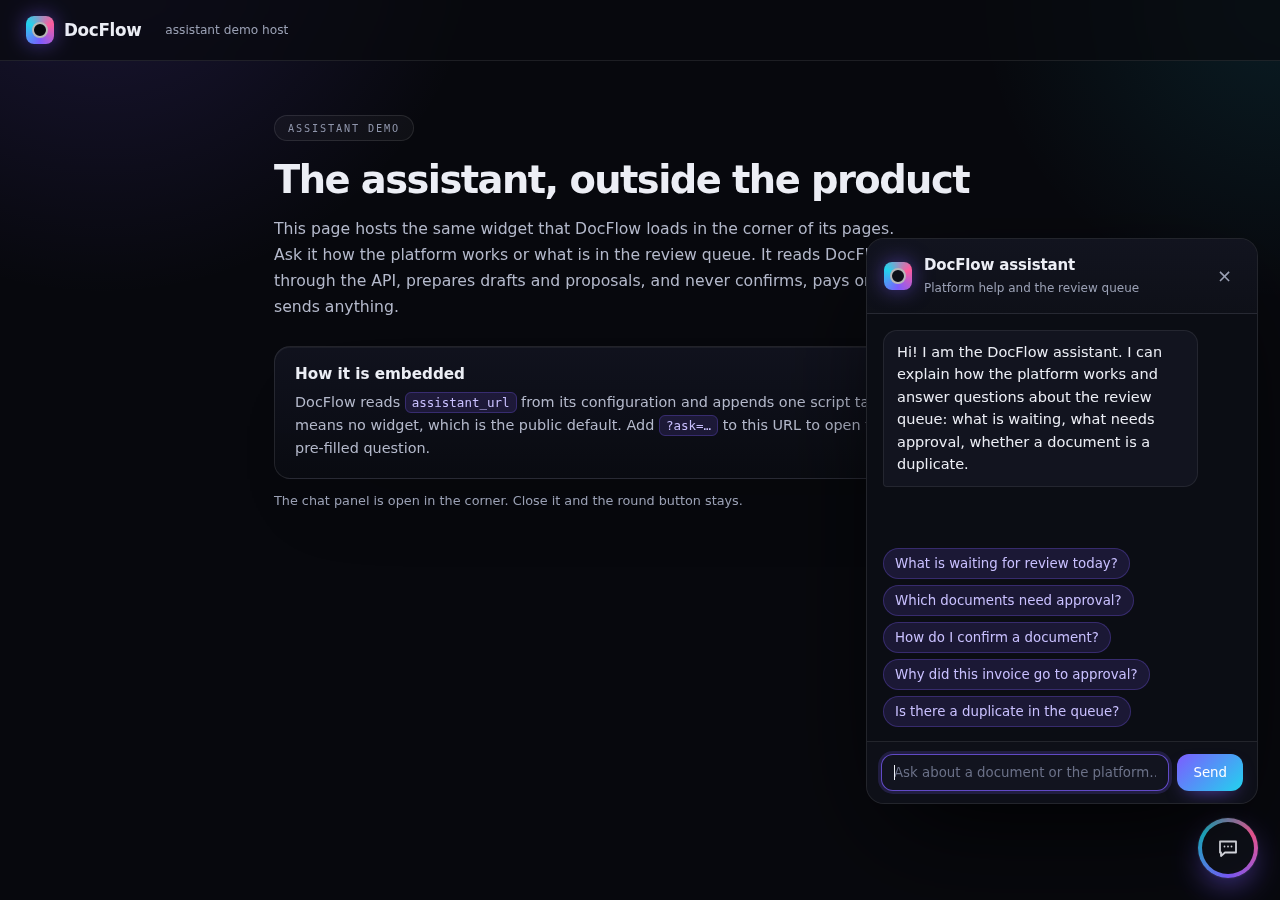 DocFlow
assistant demo host
ASSISTANT DEMO
The assistant, outside the product
This page hosts the same widget that DocFlow loads in the corner of its pages.
Ask it how the platform works or what is in the review queue. It reads
through the API, prepares drafts and proposals, and never confirms, pays
sends anything.
How it is embedded
DocFlow reads assistant_url from its configuration and appends one script
means no widget, which is the public default. Add ?ask=… to this URL to open
pre-filled question.
The chat panel is open in the corner. Close it and the round button stays.
DocFlow assistant
Platform help and the review queue
Hi! I am the DocFlow assistant. I can
explain how the platform works and
answer questions about the review
queue: what is waiting, what needs
approval, whether a document is a
duplicate.
What is waiting for review today?
Which documents need approval?
How do I confirm a document?
Why did this invoice go to approval?
Is there a duplicate in the queue?
Ask about a document or the platform..
Send